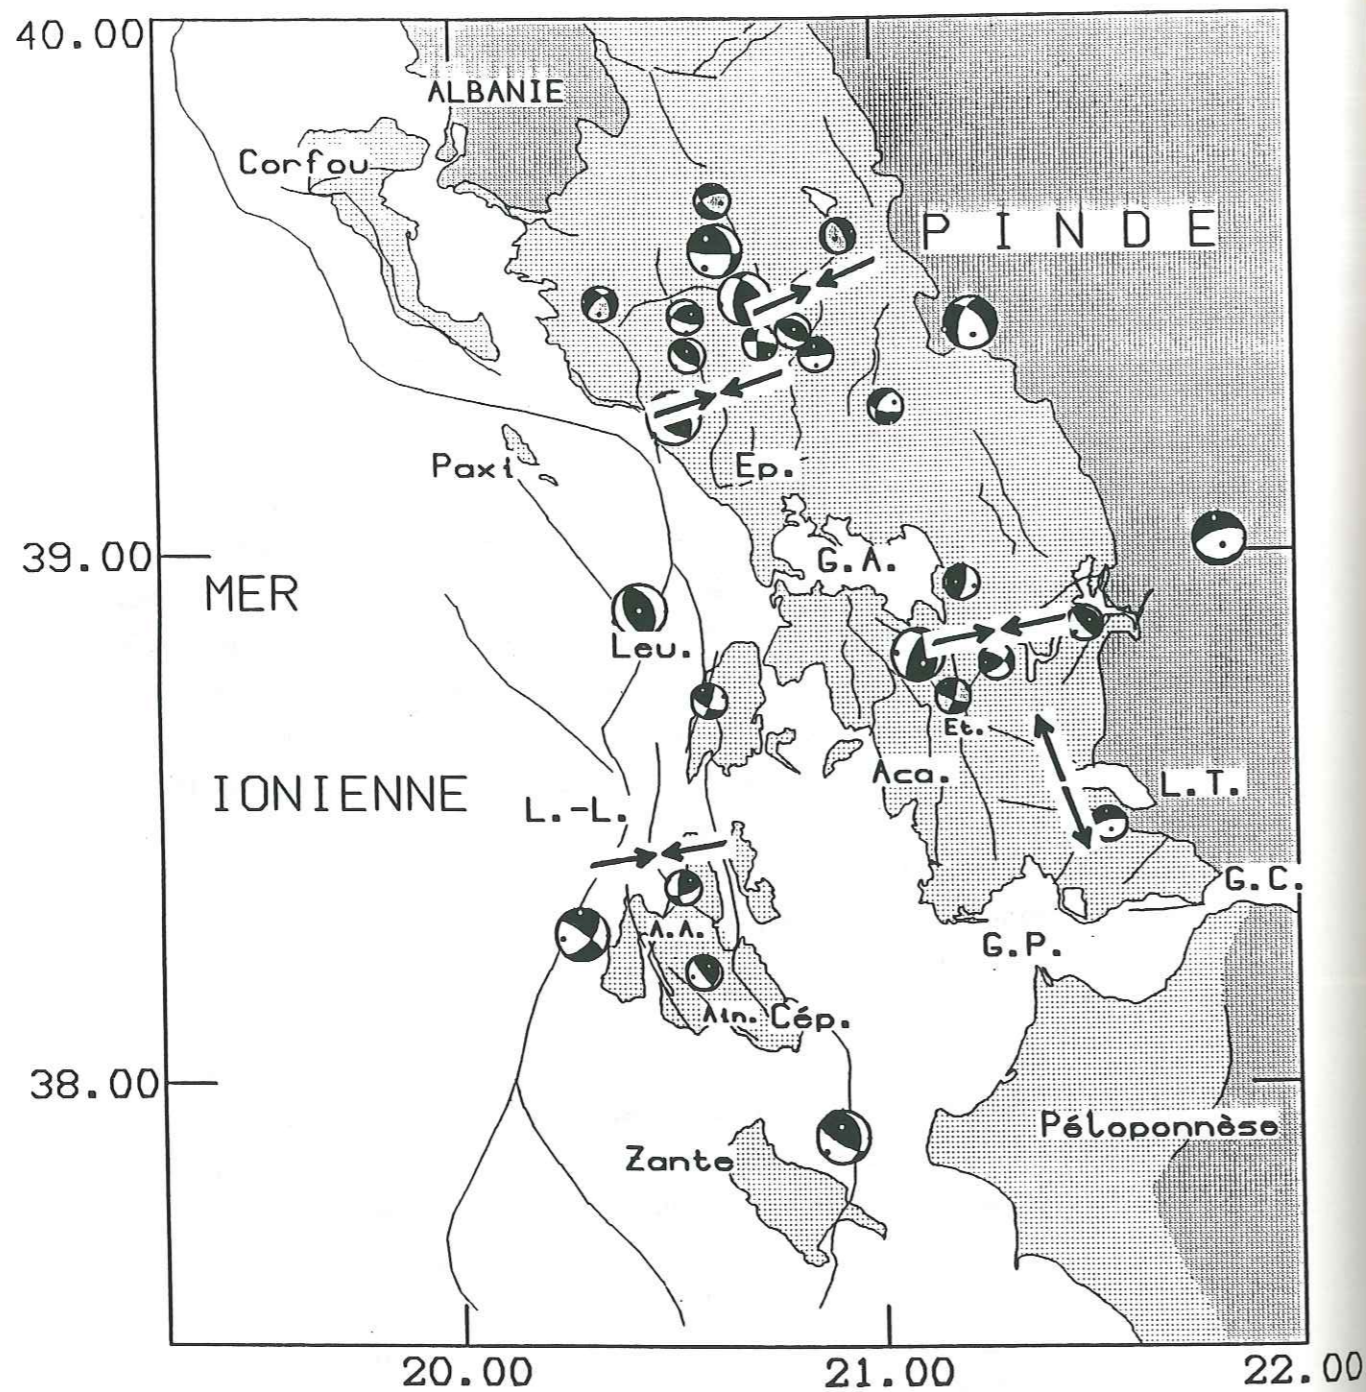 40.00
ALBANIE
Corfou
PINDE
Paxi
Ep.
39.00
G.A.
MER
Leu.
Et.
Aca.
L.T.
IONIENNE
L.-L.
G.C.
A.A.
G.P.
Ain.
Cép.
38.00
Péloponnèse
Zante
20.00
21.00
22.00